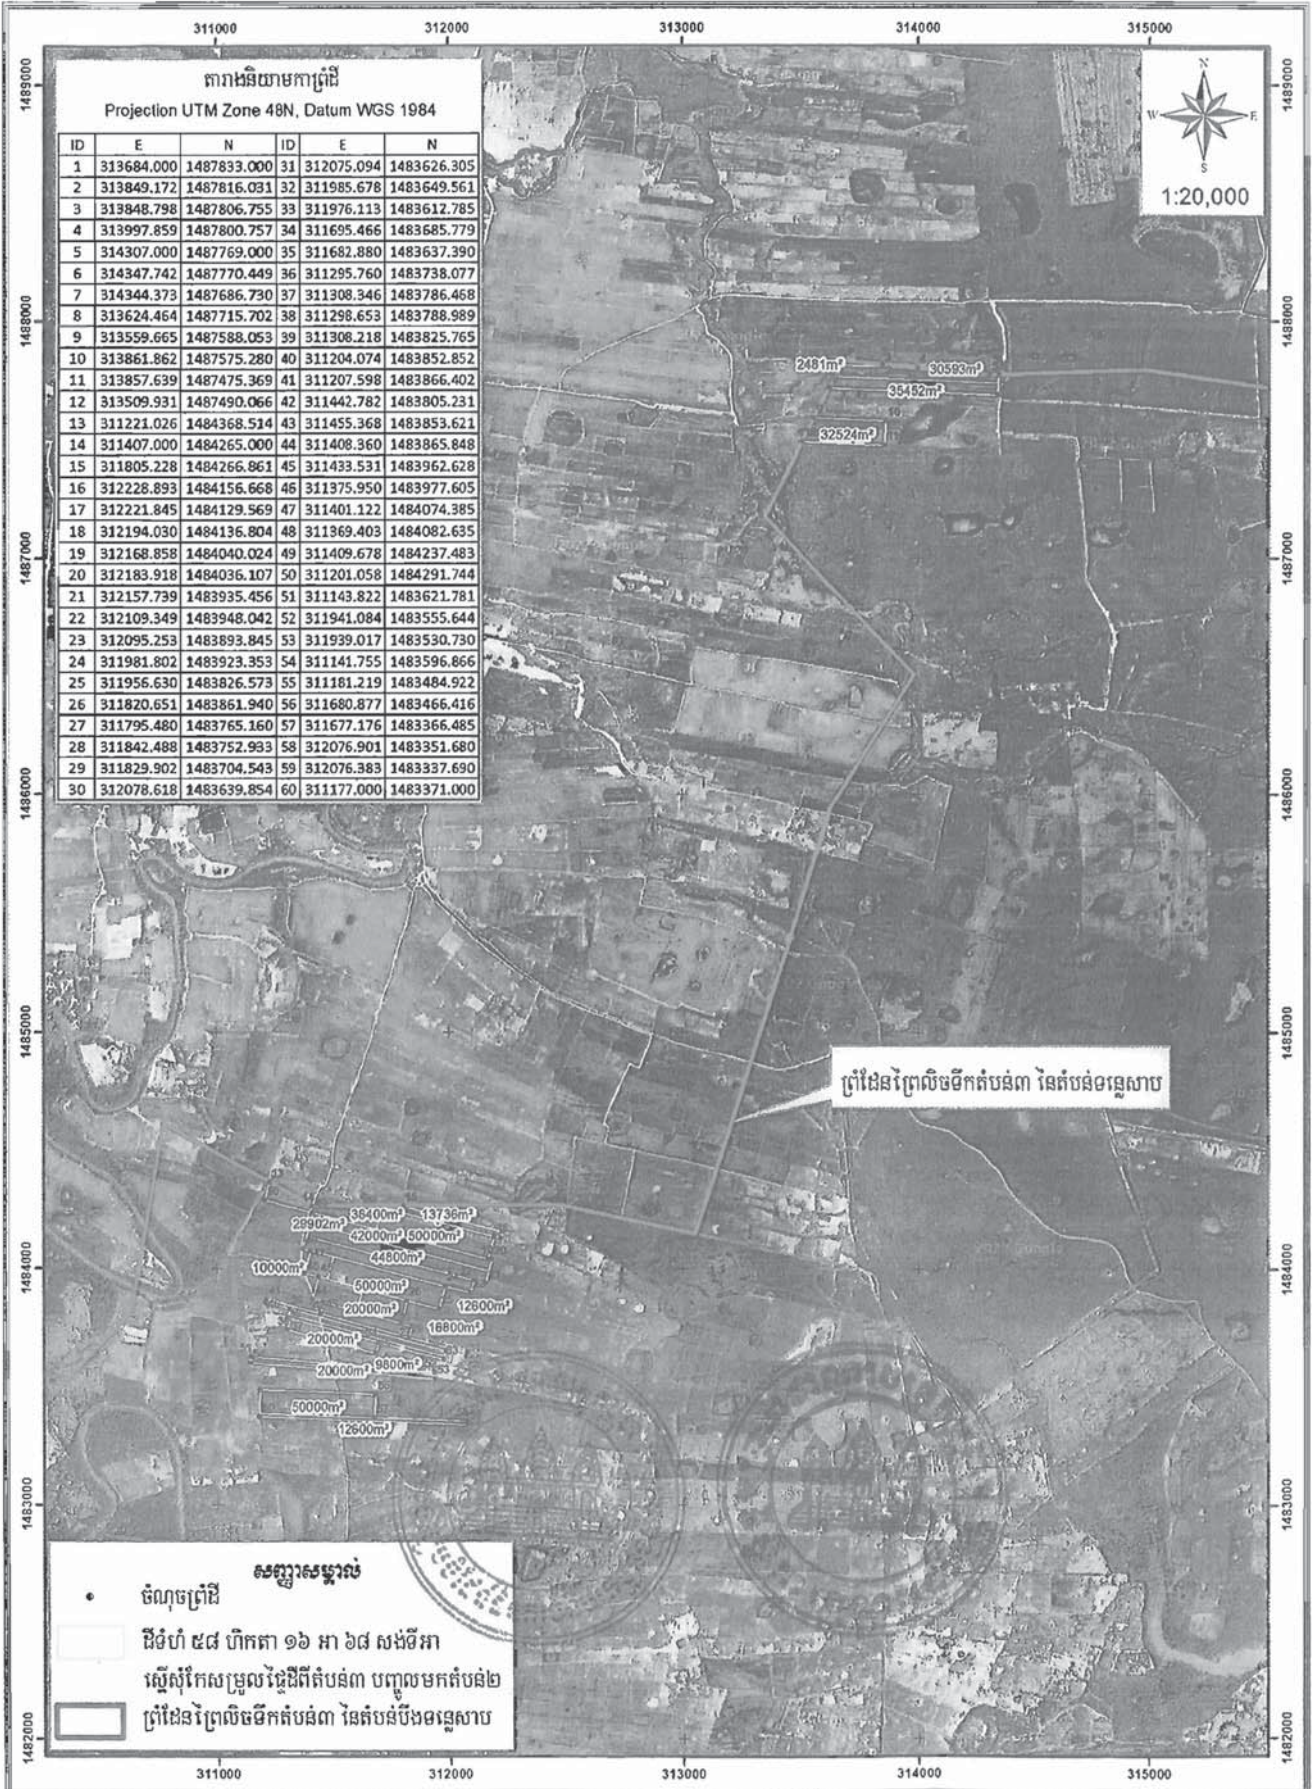 311000 312000 313000 314000 315000
1489000 1488000 1487000 1486000 1485000 1484000 1483000 1482000
តារាងនិយាមការព្រំដី
Projection UTM Zone 48N, Datum WGS 1984
ID E N ID E N
1 313684.000 1487833.000 31 312075.094 1483626.305
2 313849.172 1487816.031 32 311985.678 1483649.561
3 313848.798 1487806.755 33 311976.113 1483612.785
4 313997.859 1487800.757 34 311695.466 1483685.779
5 314307.000 1487769.000 35 311682.880 1483637.390
6 314347.742 1487770.449 36 311295.760 1483738.077
7 314344.373 1487686.730 37 311308.346 1483786.468
8 313624.464 1487715.702 38 311298.653 1483788.989
9 313559.665 1487588.053 39 311308.218 1483825.765
10 313861.862 1487575.280 40 311204.074 1483852.852
11 313857.639 1487475.369 41 311207.598 1483866.402
12 313509.931 1487490.066 42 311442.782 1483805.231
13 311221.026 1484368.514 43 311455.368 1483853.621
14 311407.000 1484265.000 44 311408.360 1483865.848
15 311805.228 1484266.861 45 311433.531 1483962.628
16 312228.893 1484156.668 46 311375.950 1483977.605
17 312221.845 1484129.569 47 311401.122 1484074.385
18 312194.030 1484136.804 48 311369.403 1484082.635
19 312168.858 1484040.024 49 311409.678 1484237.483
20 312183.918 1484036.107 50 311201.058 1484291.744
21 312157.739 1483935.456 51 311143.822 1483621.781
22 312109.349 1483948.042 52 311941.084 1483555.644
23 312095.253 1483893.845 53 311939.017 1483530.730
24 311981.802 1483923.353 54 311141.755 1483596.866
25 311956.630 1483826.573 55 311181.219 1483484.922
26 311820.651 1483861.940 56 311680.877 1483466.416
27 311795.480 1483765.160 57 311677.176 1483366.485
28 311842.488 1483752.933 58 312076.901 1483351.680
29 311829.902 1483704.543 59 312076.383 1483337.690
30 312078.618 1483639.854 60 311177.000 1483371.000
N
W E
S
1:20,000
2481m² 30593m²
35452m²
32524m²
ព្រំដែនព្រៃលិចទឹកតំបន់៣ នៃតំបន់ទន្លេសាប
38400m² 13736m²
29902m²
42000m² 50000m²
44800m²
10000m²
50000m²
20000m² 12600m²
16800m²
20000m²
20000m² 9800m²
50000m²
12600m²
សញ្ញាសម្គាល់
ចំណុចព្រំដី
ដីទំហំ ៥៨ ហិកតា ១៦ អា ៦៨ សង់ទីអា
ស្នើសុំកែសម្រួលផ្ទៃដីពីតំបន់៣ បញ្ចូលមកតំបន់២
ព្រំដែនព្រៃលិចទឹកតំបន់៣ នៃតំបន់បឹងទន្លេសាប
1489000 1488000 1487000 1486000 1485000 1484000 1483000 1482000
311000 312000 313000 314000 315000